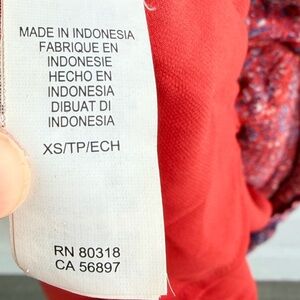 MADE IN INDONESIA
FABRIQUE EN
INDONESIE
HECHO EN
INDONESIA
DIBUAT DI
INDONESIA
XS/TP/ECH
RN 80318
CA 56897